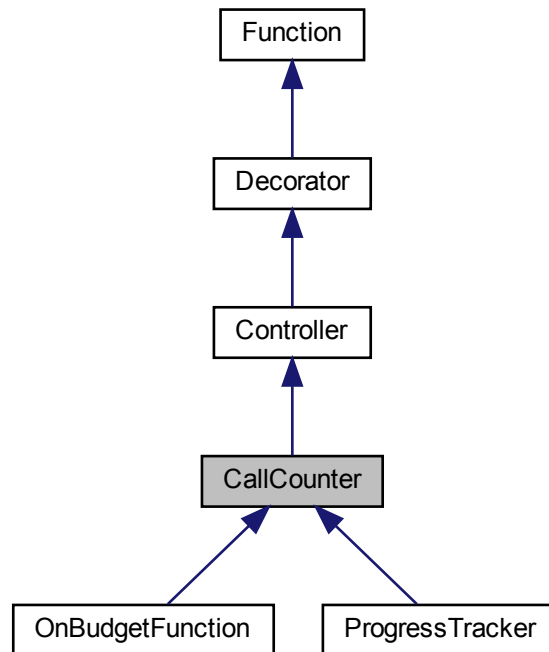 Function
Decorator
Controller
CallCounter
OnBudgetFunction
ProgressTracker